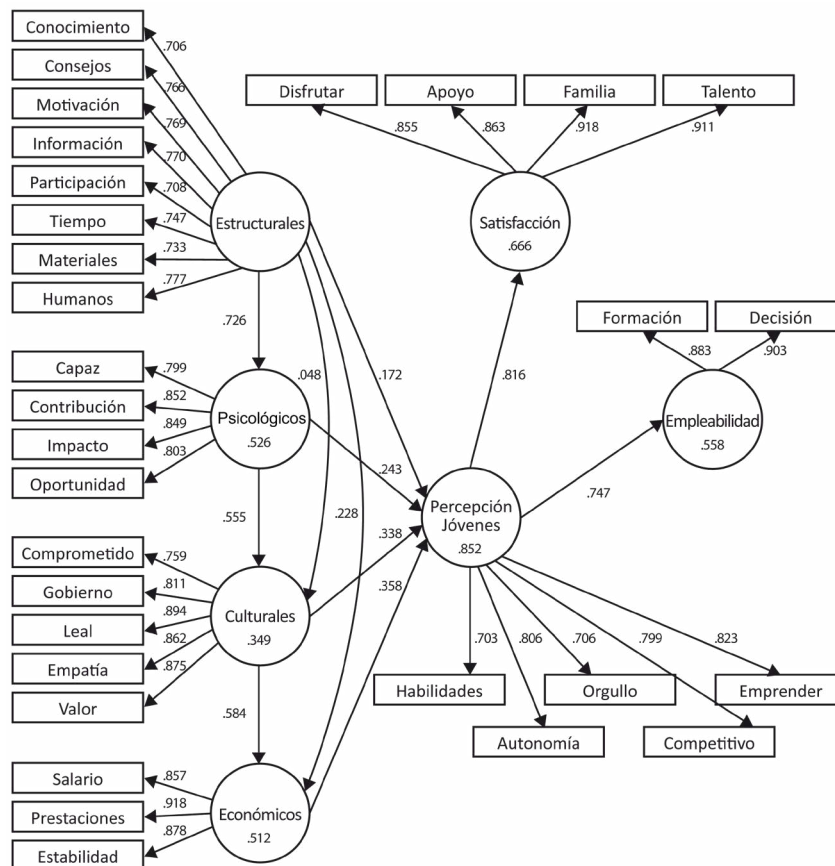 Conocimiento
.706
Consejos
.766
Motivación
.769
Información
.770
Participación
.708
Tiempo
.747
Materiales
.733
Humanos
.777
Estructurales
Disfrutar
Apoyo
Familia
Talento
.855
.863
.918
.911
Satisfacción
.666
Formación
Decisión
.883
.903
Empleabilidad
.558
.726
.048
.172
.816
Capaz
.799
Contribución
.852
Impacto
.849
Oportunidad
.803
Psicológicos
.526
.243
.747
.555
.228
.338
Percepción
Jóvenes
.852
.358
Comprometido
.759
Gobierno
.811
Leal
.894
Empatía
.862
Valor
.875
Culturales
.349
.703
.806
.706
.799
.823
Habilidades
Orgullo
Emprender
Autonomía
Competitivo
.584
Salario
.857
Prestaciones
.918
Estabilidad
.878
Económicos
.512